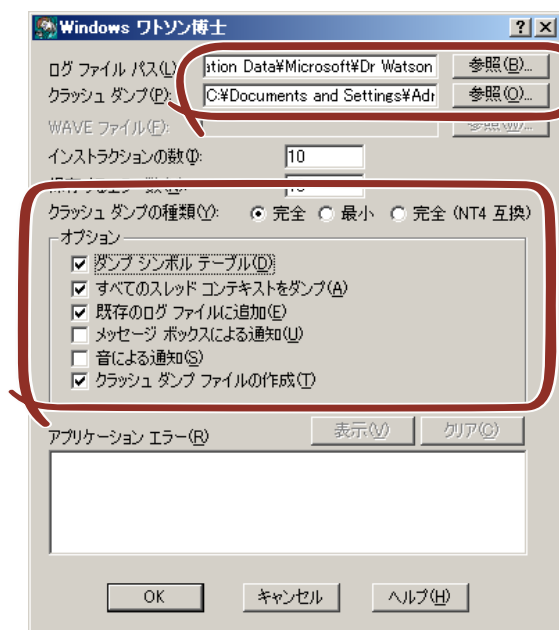 Windows ワトソン博士
ログ ファイル パス(L): ation Data¥Microsoft¥Dr Watson 参照(B)...
クラッシュ ダンプ(P): C:¥Documents and Settings¥Adr 参照(O)...
WAVE ファイル(F): 参照(W)...
インストラクションの数(I): 10
クラッシュ ダンプの種類(Y): 完全 最小 完全 (NT4 互換)
オプション
ダンプ シンボル テーブル(D)
すべてのスレッド コンテキストをダンプ(A)
既存のログ ファイルに追加(E)
メッセージ ボックスによる通知(U)
音による通知(S)
クラッシュ ダンプ ファイルの作成(T)
アプリケーション エラー(R) 表示(V) クリア(C)
OK キャンセル ヘルプ(H)